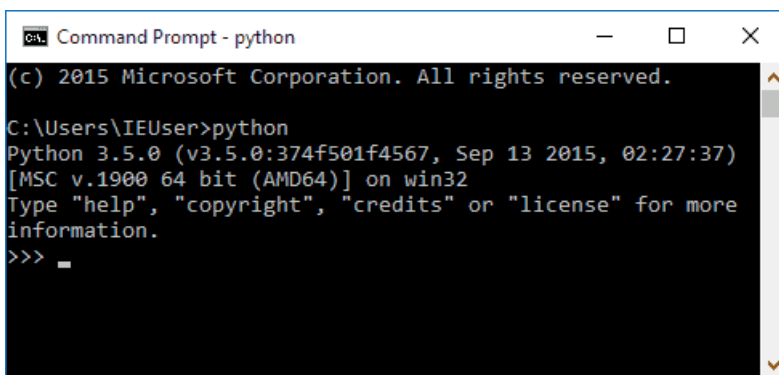 Command Prompt - python
(c) 2015 Microsoft Corporation. All rights reserved.
C:\Users\IEUser>python
Python 3.5.0 (v3.5.0:374f501f4567, Sep 13 2015, 02:27:37)
[MSC v.1900 64 bit (AMD64)] on win32
Type "help", "copyright", "credits" or "license" for more
information.
>>> _